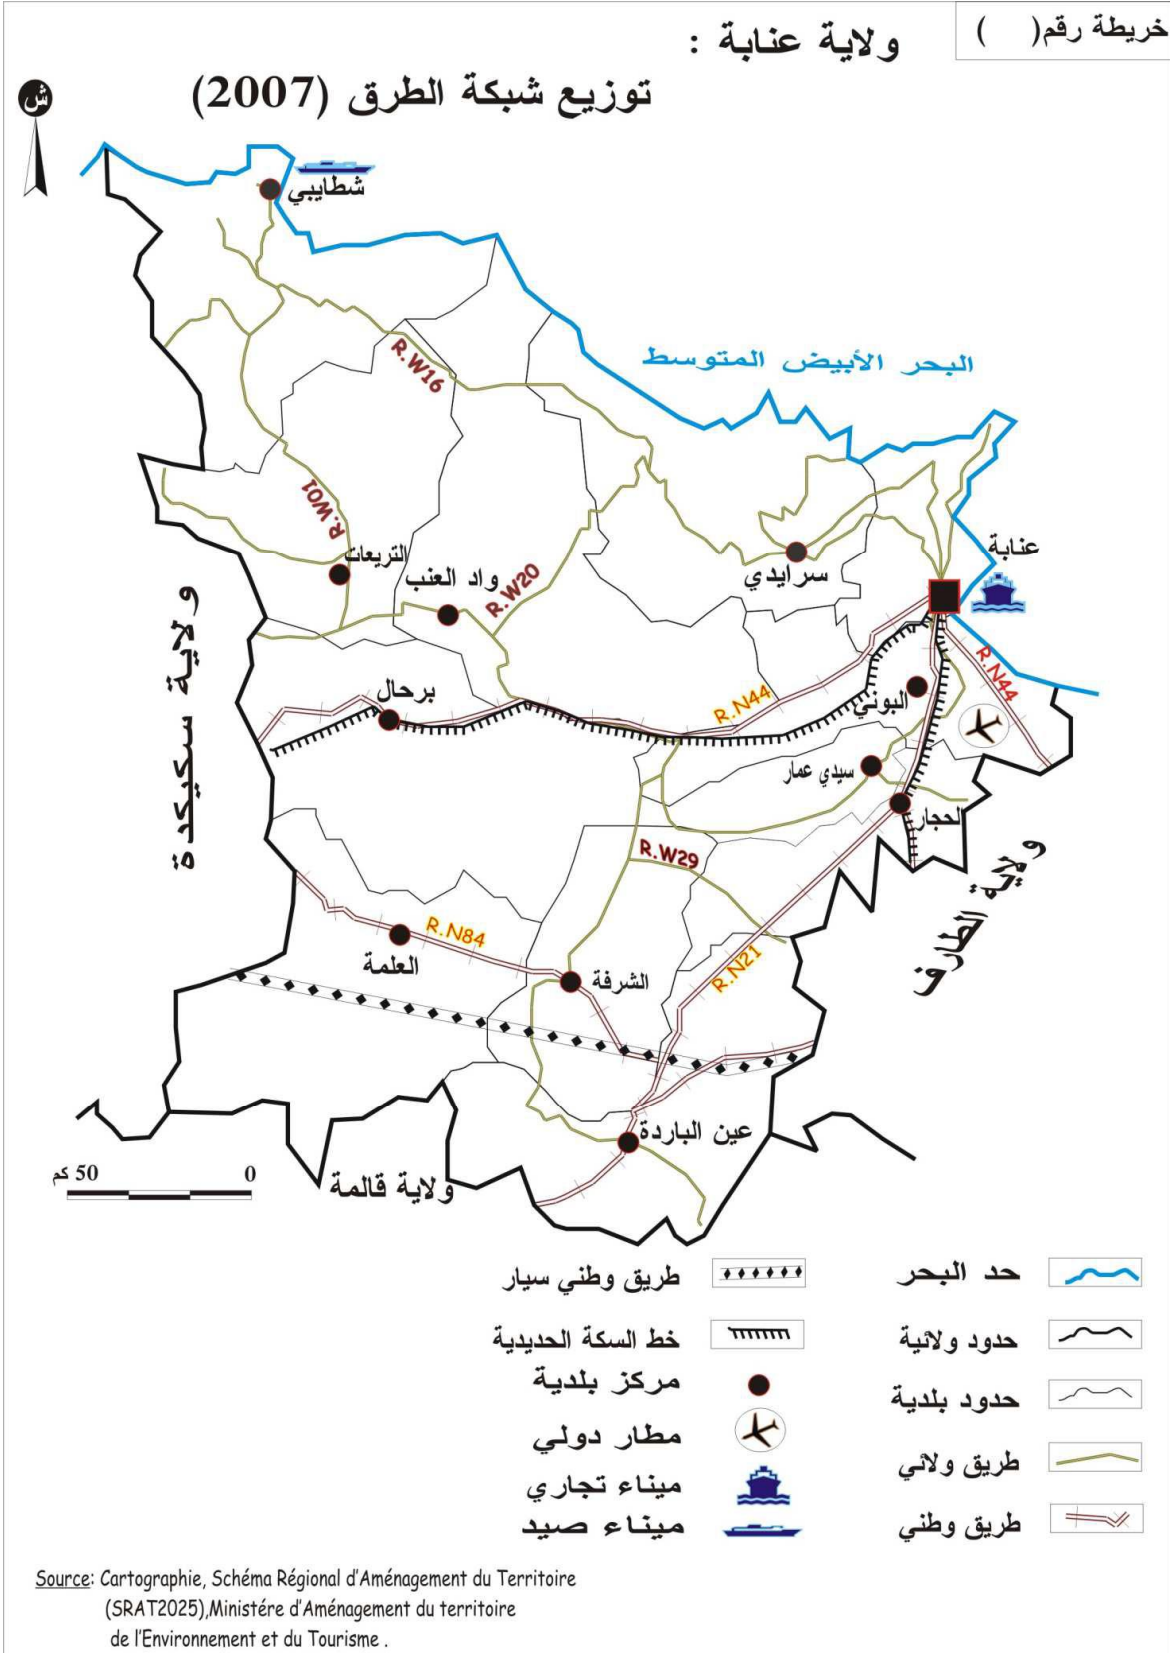 خريطة رقم( )
ولاية عنابة :
توزيع شبكة الطرق (2007)
ش
شطايبي
البحر الأبيض المتوسط
R.W16
R.W01
التريعات
واد العنب
R.W20
سرايدي
عنابة
ولاية سكيكدة
برحال
R.N44
البوني
R.N44
سيدي عمار
الحجار
R.W29
ولاية الطارف
R.N84
العلمة
الشرفة
R.N21
عين الباردة
50 كم
0
ولاية قالمة
حد البحر
طريق وطني سيار
حدود ولائية
خط السكة الحديدية
حدود بلدية
مركز بلدية
طريق ولائي
مطار دولي
طريق وطني
ميناء تجاري
ميناء صيد
Source: Cartographie, Schéma Régional d'Aménagement du Territoire
(SRAT2025),Ministére d'Aménagement du territoire
de l'Environnement et du Tourisme .